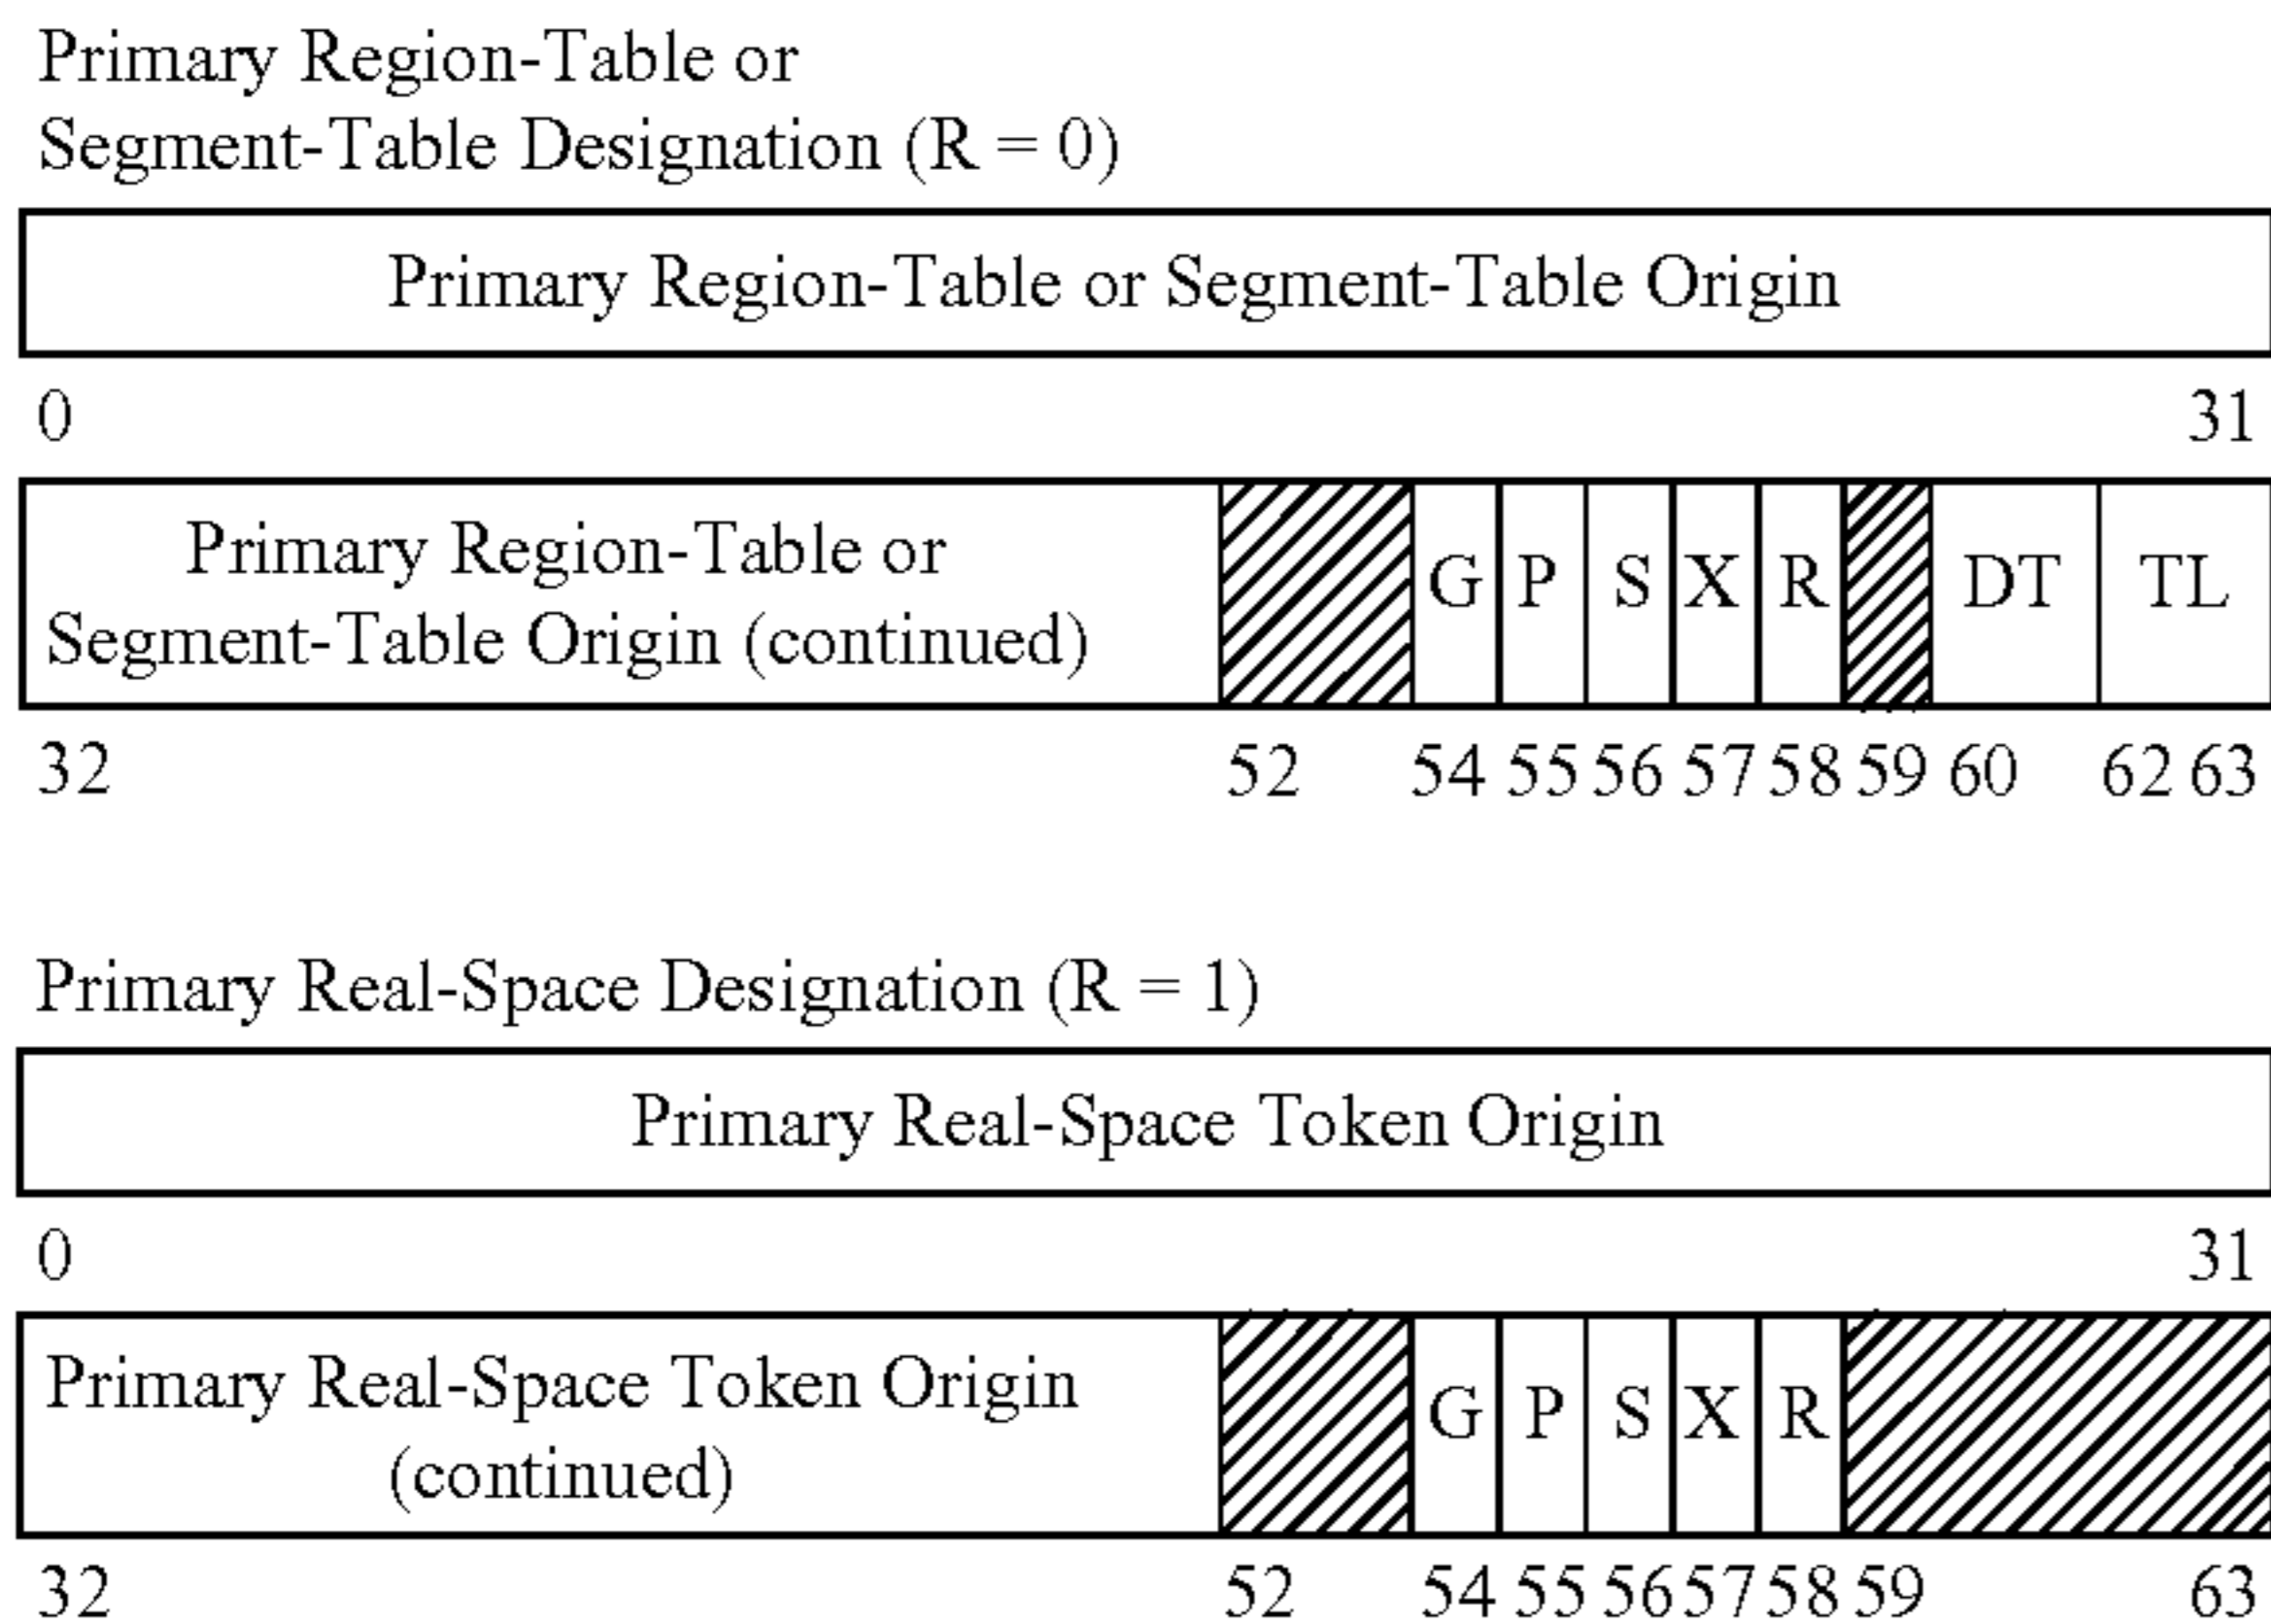 Primary Region-Table or
Segment-Table Designation (R = 0)
Primary Region-Table or Segment-Table Origin
0 31
Primary Region-Table or
Segment-Table Origin (continued)
G P S X R DT TL
32 52 54 55 56 57 58 59 60 62 63
Primary Real-Space Designation (R = 1)
Primary Real-Space Token Origin
0 31
Primary Real-Space Token Origin
(continued)
G P S X R
32 52 54 55 56 57 58 59 63